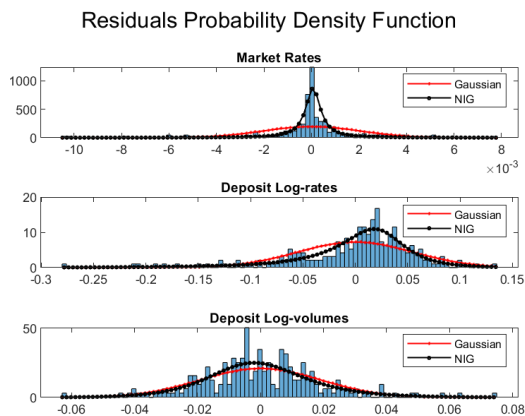 Residuals Probability Density Function
Market Rates
1000
500
0
Gaussian
NIG
-10 -8 -6 -4 -2 0 2 4 6 8
×10⁻³
Deposit Log-rates
20
10
0
Gaussian
NIG
-0.3 -0.25 -0.2 -0.15 -0.1 -0.05 0 0.05 0.1 0.15
Deposit Log-volumes
50
0
Gaussian
NIG
-0.06 -0.04 -0.02 0 0.02 0.04 0.06 0.08